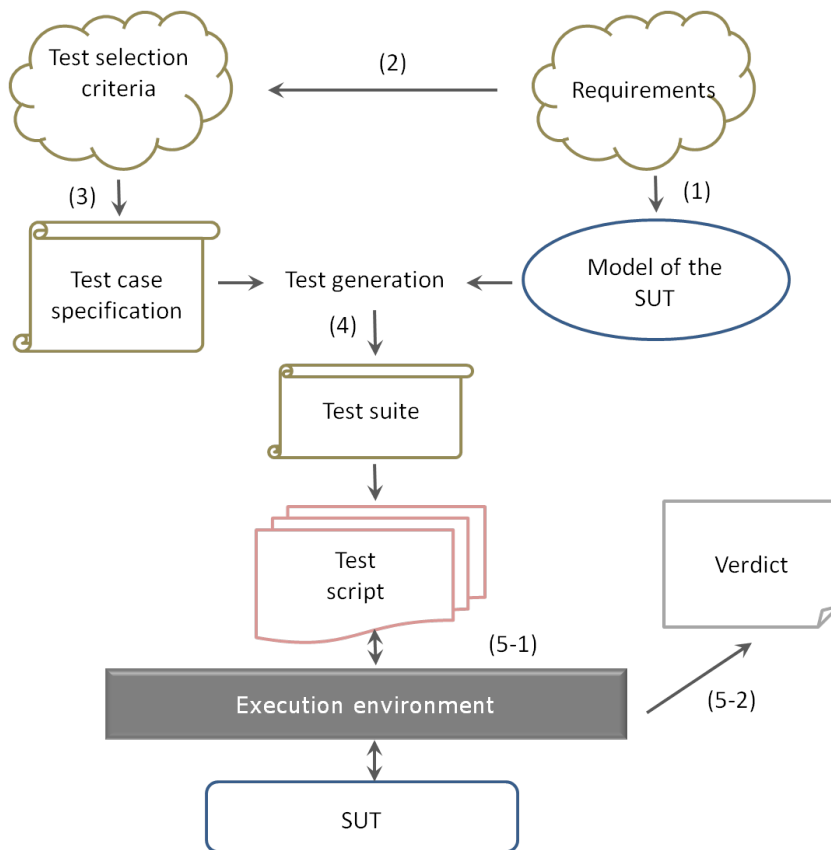 Test selection
criteria
(2)
Requirements
(3)
(1)
Test case
specification
Test generation
Model of the
SUT
(4)
Test suite
Test
script
Verdict
(5-1)
Execution environment
(5-2)
SUT